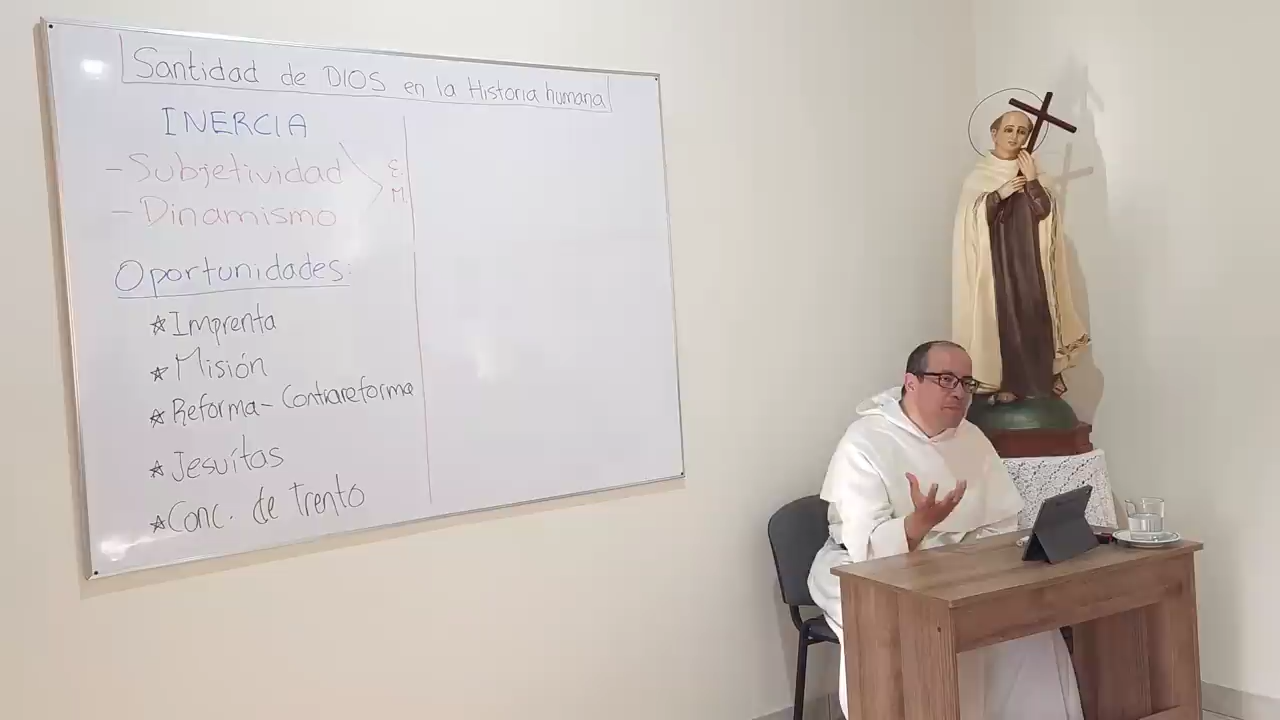 Santidad de DIOS en la Historia humana
INERCIA
- Subjetividad
- Dinamismo
E.
M.
Oportunidades:
* Imprenta
* Misión
* Reforma - Contrareforma
* Jesuítas
* Conc. de Trento